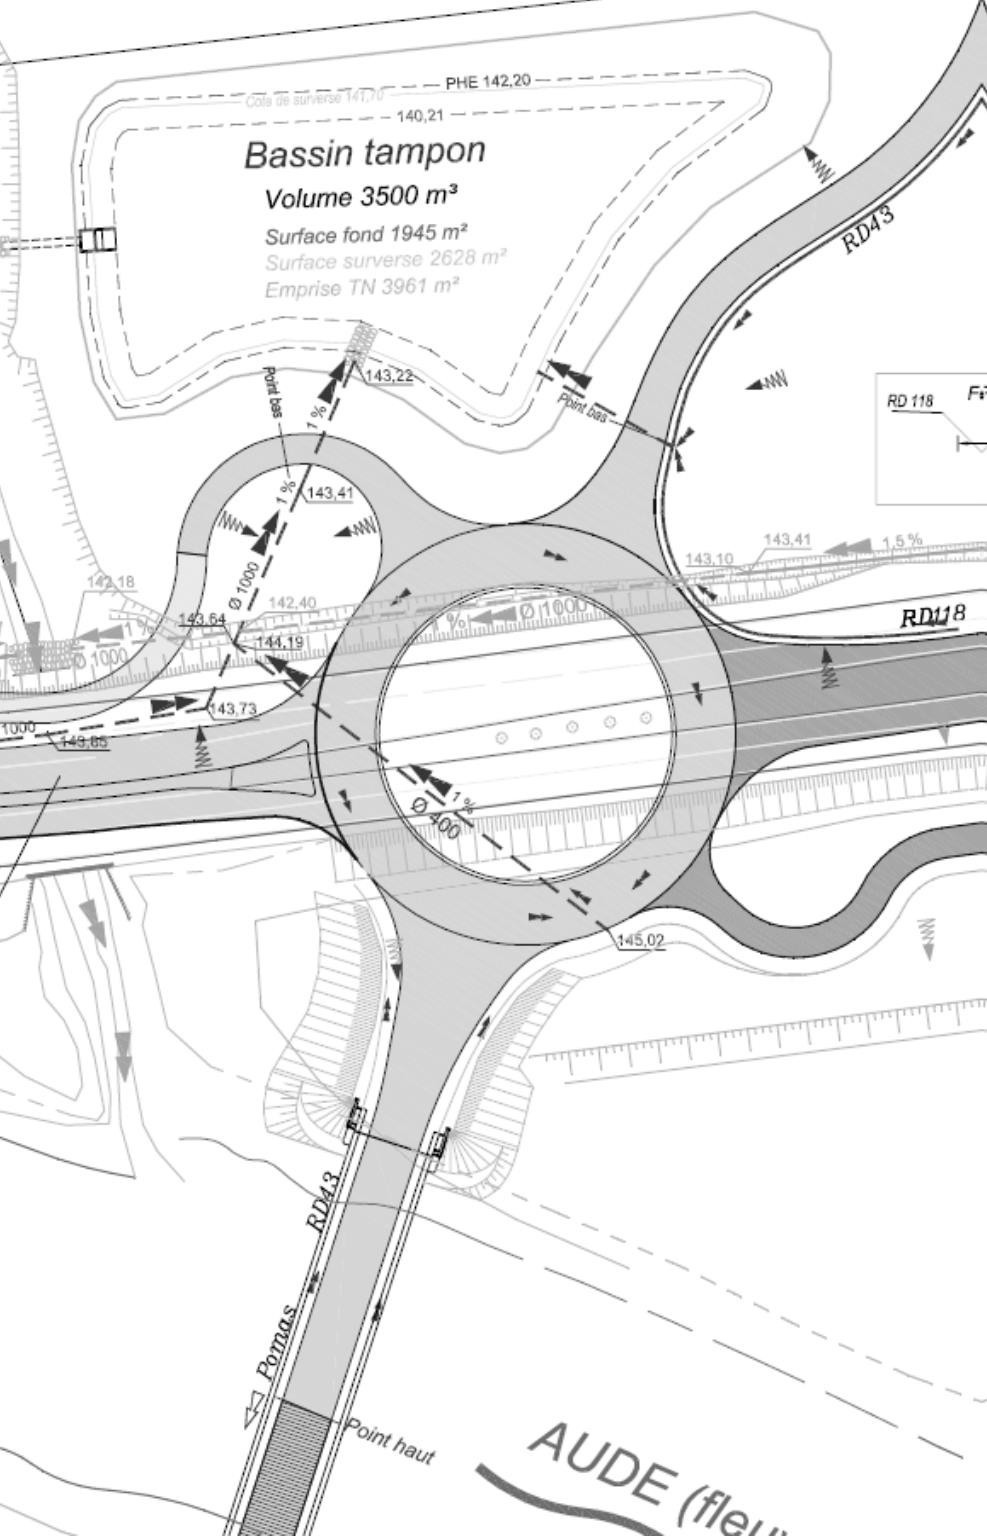 PHE 142,20
Cote de surverse 141,70
140,21
Bassin tampon
Volume 3500 m³
Surface fond 1945 m²
Surface surverse 2628 m²
Emprise TN 3961 m²
RD43
Point bas
143,22
1 %
Point bas
RD 118
1 %
143,41
143,41
1,5 %
143,10
142,18
Ø 1000
142,40
143,64
%
Ø 1000
RD118
1 %
144,19
Ø 1000
143,73
1000
143,85
1 %
Ø 400
145,02
RD43
Pomas
Point haut
AUDE (fleuv